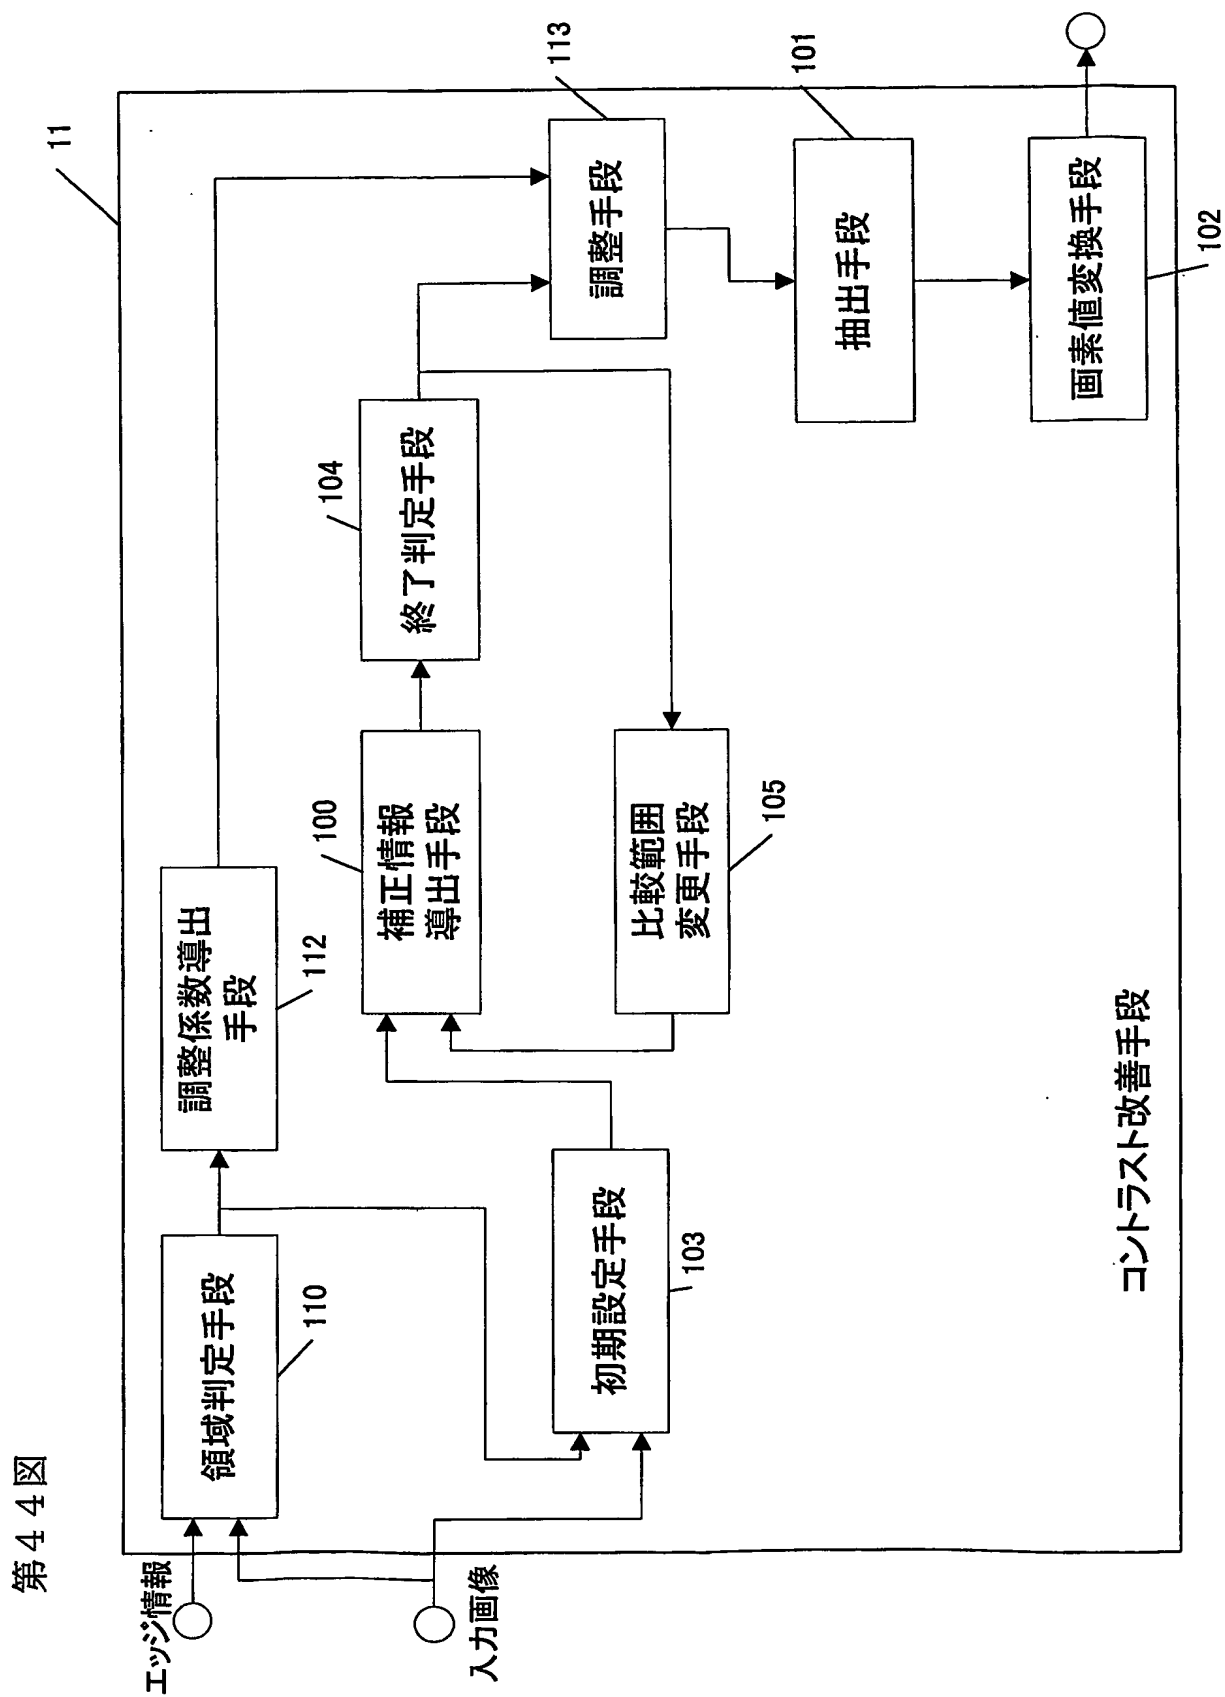 第４４図
11
エッジ情報
入力画像
領域判定手段
110
調整係数導出
手段
112
初期設定手段
103
補正情報
導出手段
100
比較範囲
変更手段
105
終了判定手段
104
調整手段
113
抽出手段
101
画素値変換手段
102
コントラスト改善手段